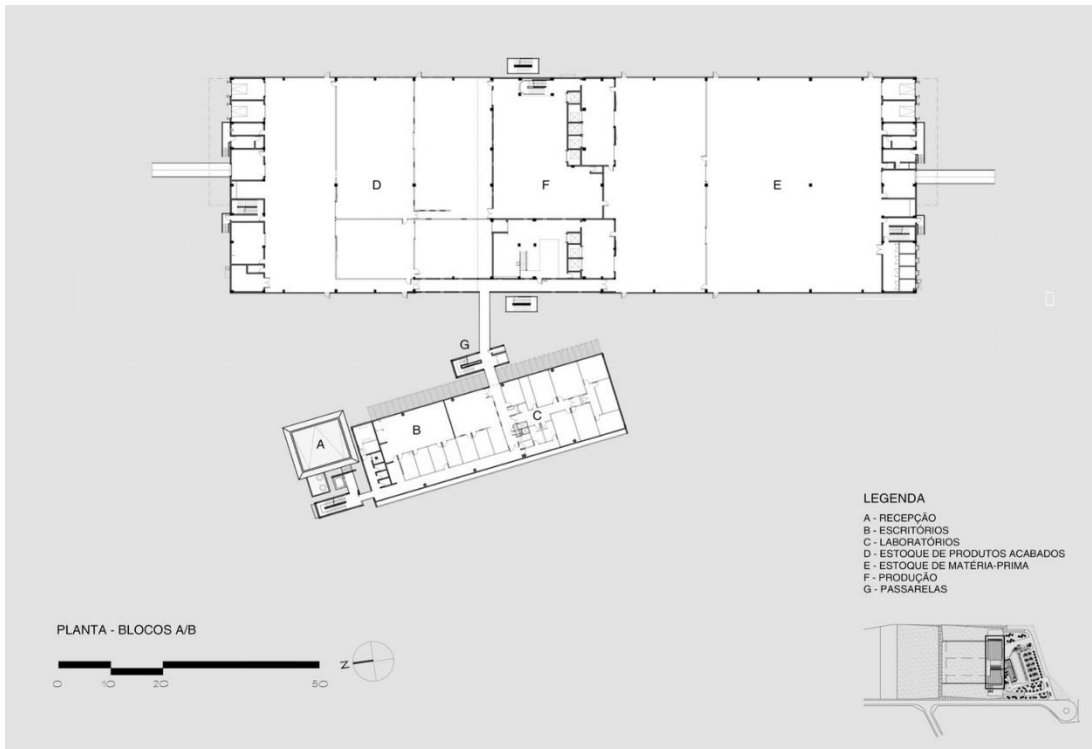 D
F
E
G
C
B
A
LEGENDA
A - RECEPÇÃO
B - ESCRITÓRIOS
C - LABORATÓRIOS
D - ESTOQUE DE PRODUTOS ACABADOS
E - ESTOQUE DE MATÉRIA-PRIMA
F - PRODUÇÃO
G - PASSARELAS
PLANTA - BLOCOS A/B
N
0 10 20 50